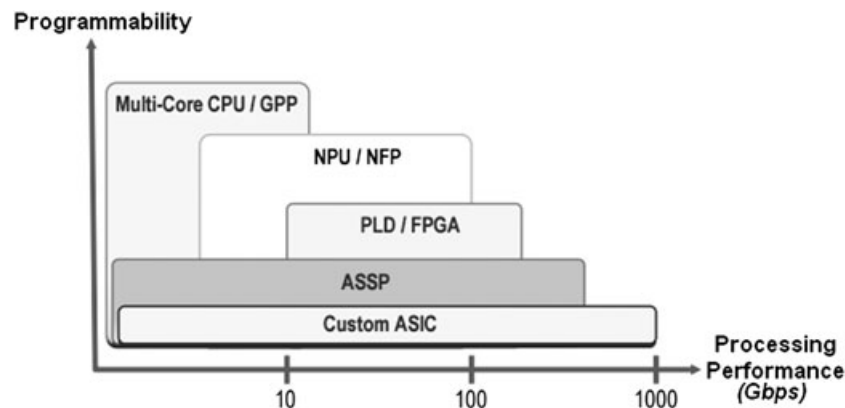 Programmability
Multi-Core CPU / GPP
NPU / NFP
PLD / FPGA
ASSP
Custom ASIC
Processing
Performance
(Gbps)
10
100
1000